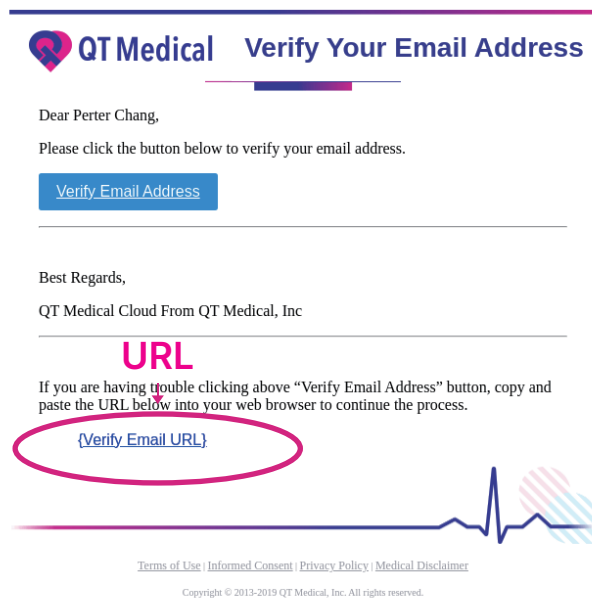 QT Medical Verify Your Email Address
Dear Perter Chang,
Please click the button below to verify your email address.
Verify Email Address
Best Regards,
QT Medical Cloud From QT Medical, Inc
URL
If you are having trouble clicking above “Verify Email Address” button, copy and
paste the URL below into your web browser to continue the process.
{Verify Email URL}
Terms of Use | Informed Consent | Privacy Policy | Medical Disclaimer
Copyright © 2013-2019 QT Medical, Inc. All rights reserved.